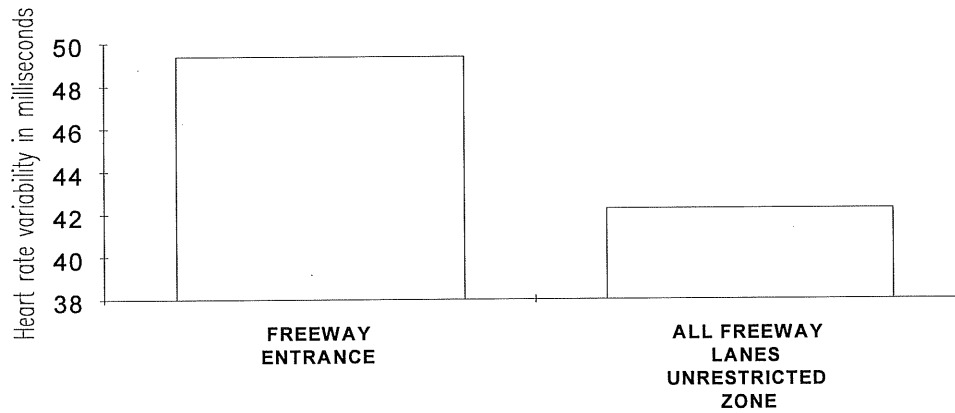 Heart rate variability in milliseconds
50
48
46
44
42
40
38
FREEWAY
ENTRANCE
ALL FREEWAY
LANES
UNRESTRICTED
ZONE